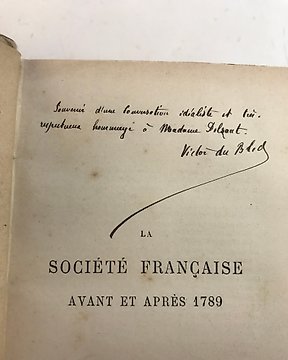 Souvenir d'une conversation idéaliste et très
respectueux hommage à Madame
Victor du Bled
LA
SOCIÉTÉ FRANÇAISE
AVANT ET APRÈS 1789